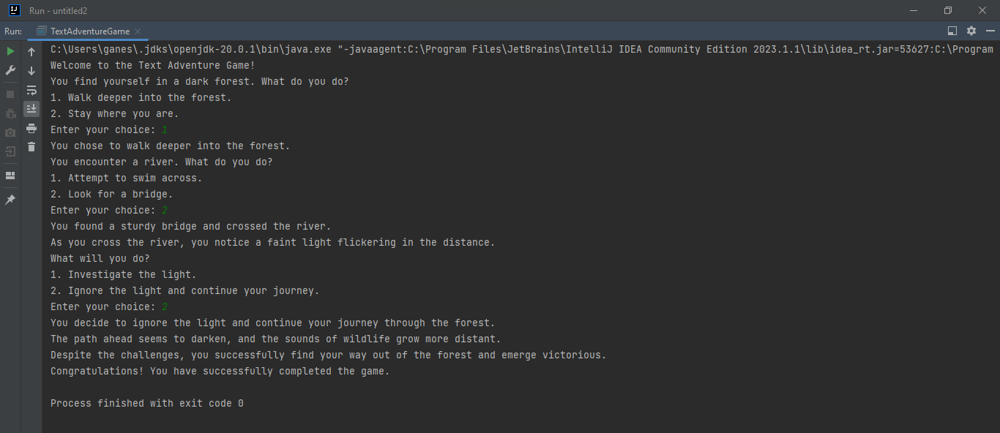 Run - untitled2
Run: TextAdventureGame
C:\Users\ganes\.jdks\openjdk-20.0.1\bin\java.exe "-javaagent:C:\Program Files\JetBrains\IntelliJ IDEA Community Edition 2023.1.1\lib\idea_rt.jar=53627:C:\Program
Welcome to the Text Adventure Game!
You find yourself in a dark forest. What do you do?
1. Walk deeper into the forest.
2. Stay where you are.
Enter your choice: 1
You chose to walk deeper into the forest.
You encounter a river. What do you do?
1. Attempt to swim across.
2. Look for a bridge.
Enter your choice: 2
You found a sturdy bridge and crossed the river.
As you cross the river, you notice a faint light flickering in the distance.
What will you do?
1. Investigate the light.
2. Ignore the light and continue your journey.
Enter your choice: 2
You decide to ignore the light and continue your journey through the forest.
The path ahead seems to darken, and the sounds of wildlife grow more distant.
Despite the challenges, you successfully find your way out of the forest and emerge victorious.
Congratulations! You have successfully completed the game.
Process finished with exit code 0